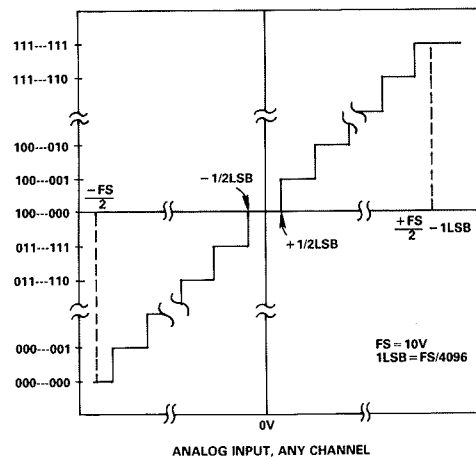 111---111
111---110
100---010
100---001
100---000
011---111
011---110
000---001
000---000
-FS
2
-1/2LSB
+1/2LSB
+FS
2
-1LSB
FS=10V
1LSB=FS/4096
0V
ANALOG INPUT, ANY CHANNEL